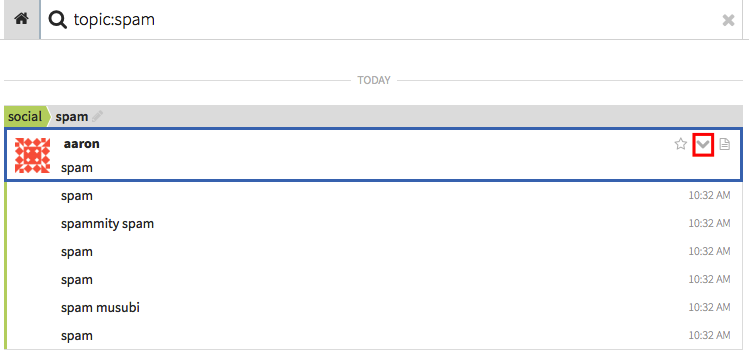 topic:spam
TODAY
social spam
aaron
spam
spam 10:32 AM
spammity spam 10:32 AM
spam 10:32 AM
spam 10:32 AM
spam musubi 10:32 AM
spam 10:32 AM